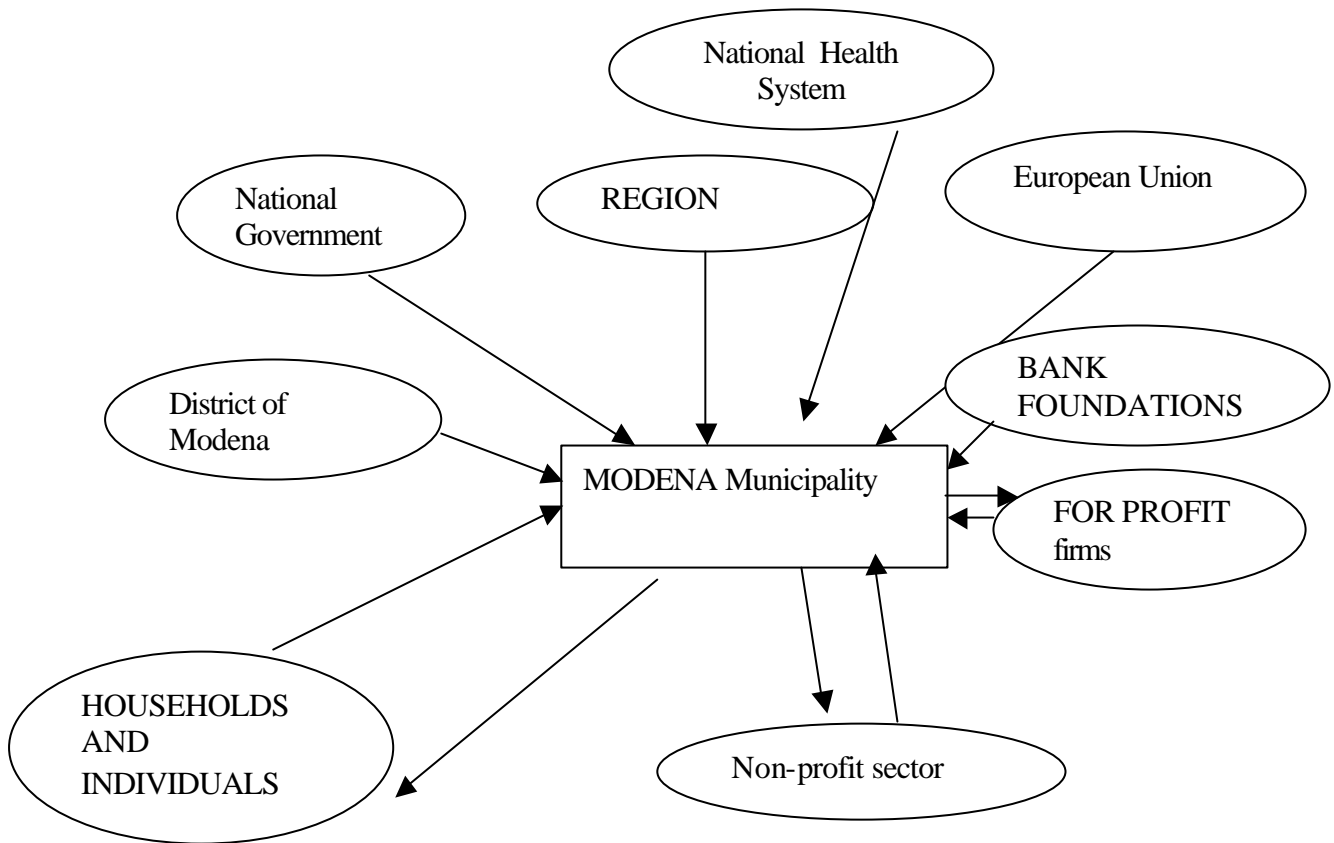 National Health
System
European Union
REGION
National
Government
BANK
FOUNDATIONS
District of
Modena
MODENA Municipality
FOR PROFIT
firms
HOUSEHOLDS
AND
INDIVIDUALS
Non-profit sector